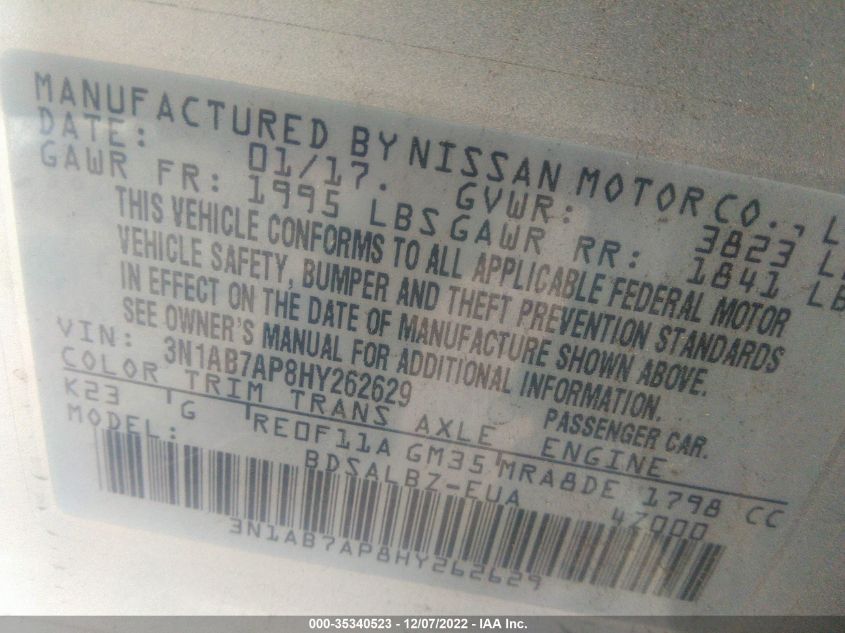 MANUFACTURED BY NISSAN MOTOR CO., L
DATE: 01/17. GVWR: 3823 L
GAWR FR: 1995 LBS GAWR RR: 1841 LB
THIS VEHICLE CONFORMS TO ALL APPLICABLE FEDERAL MOTOR
VEHICLE SAFETY, BUMPER AND THEFT PREVENTION STANDARDS
IN EFFECT ON THE DATE OF MANUFACTURE SHOWN ABOVE.
SEE OWNER'S MANUAL FOR ADDITIONAL INFORMATION.
VIN: 3N1AB7AP8HY262629 PASSENGER CAR.
COLOR TRIM TRANS AXLE ENGINE
K23 G RE0F11A GM35 MRA8DE 1798 CC
MODEL: BDSALBZ-EUA 47000
3N1AB7AP8HY262629
000-35340523 - 12/07/2022 - IAA Inc.